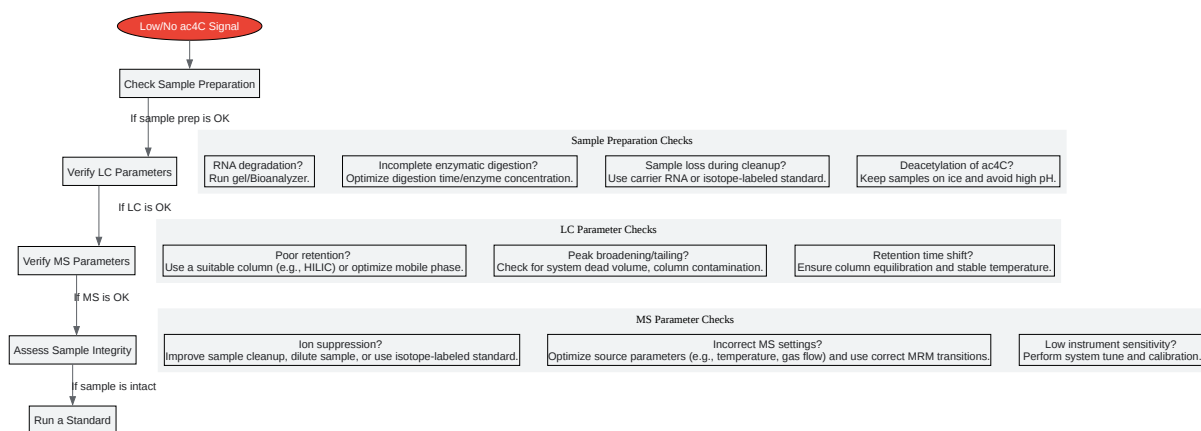 Low/No ac4C Signal
Check Sample Preparation
If sample prep is OK
Sample Preparation Checks
RNA degradation?
Run gel/Bioanalyzer.
Incomplete enzymatic digestion?
Optimize digestion time/enzyme concentration.
Sample loss during cleanup?
Use carrier RNA or isotope-labeled standard.
Deacetylation of ac4C?
Keep samples on ice and avoid high pH.
Verify LC Parameters
If LC is OK
LC Parameter Checks
Poor retention?
Use a suitable column (e.g., HILIC) or optimize mobile phase.
Peak broadening/tailing?
Check for system dead volume, column contamination.
Retention time shift?
Ensure column equilibration and stable temperature.
Verify MS Parameters
If MS is OK
MS Parameter Checks
Ion suppression?
Improve sample cleanup, dilute sample, or use isotope-labeled standard.
Incorrect MS settings?
Optimize source parameters (e.g., temperature, gas flow) and use correct MRM transitions.
Low instrument sensitivity?
Perform system tune and calibration.
Assess Sample Integrity
If sample is intact
Run a Standard